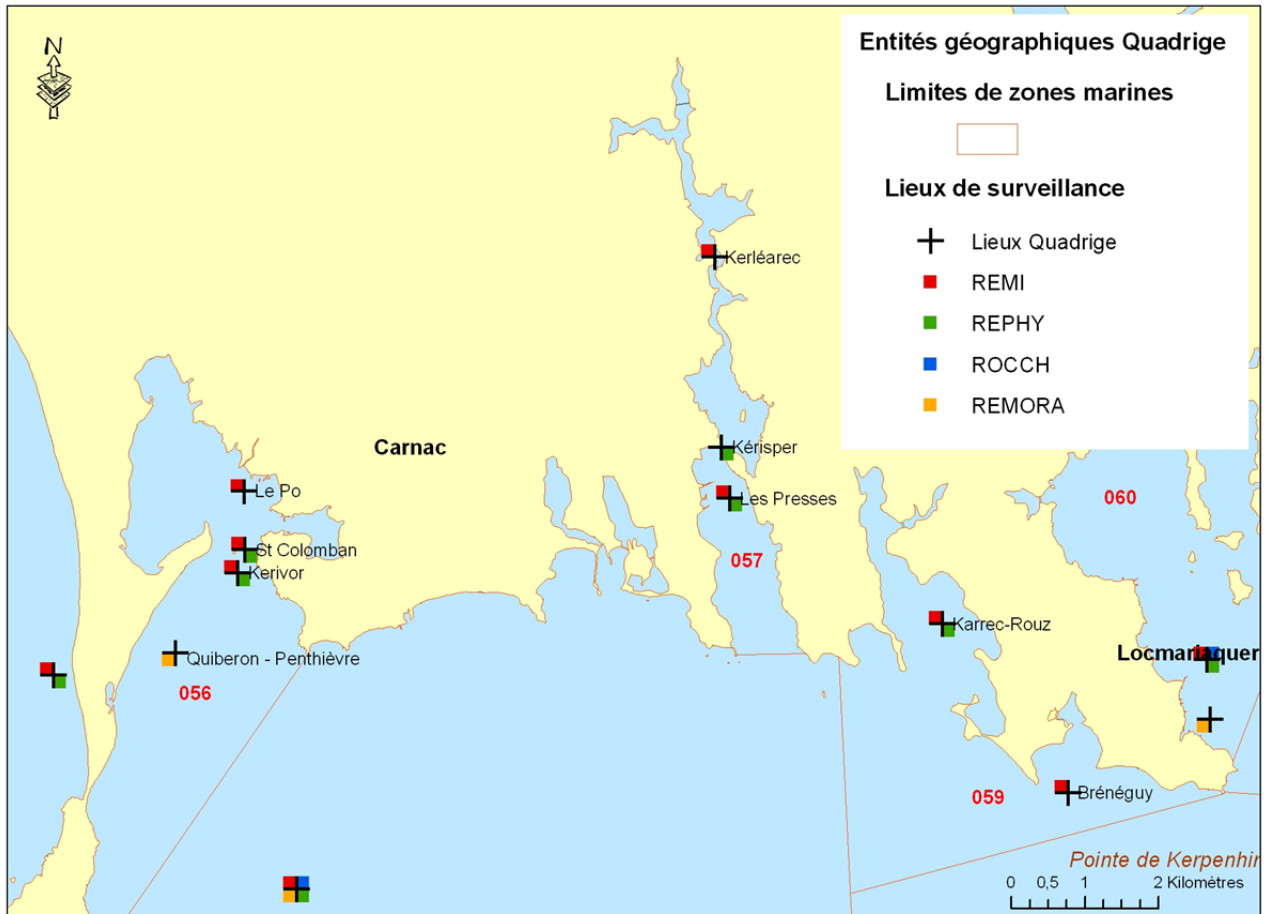 N
Entités géographiques Quadrige
Limites de zones marines
Lieux de surveillance
Lieux Quadrige
REMI
REPHY
ROCCH
REMORA
Kerléarec
Carnac
Kérisper
Le Po
Les Presses
060
St Colomban
057
Kerivor
Karrec-Rouz
Quiberon - Penthièvre
Locmariaquer
056
Brénéguy
059
Pointe de Kerpenhir
0 0,5 1 2 Kilomètres